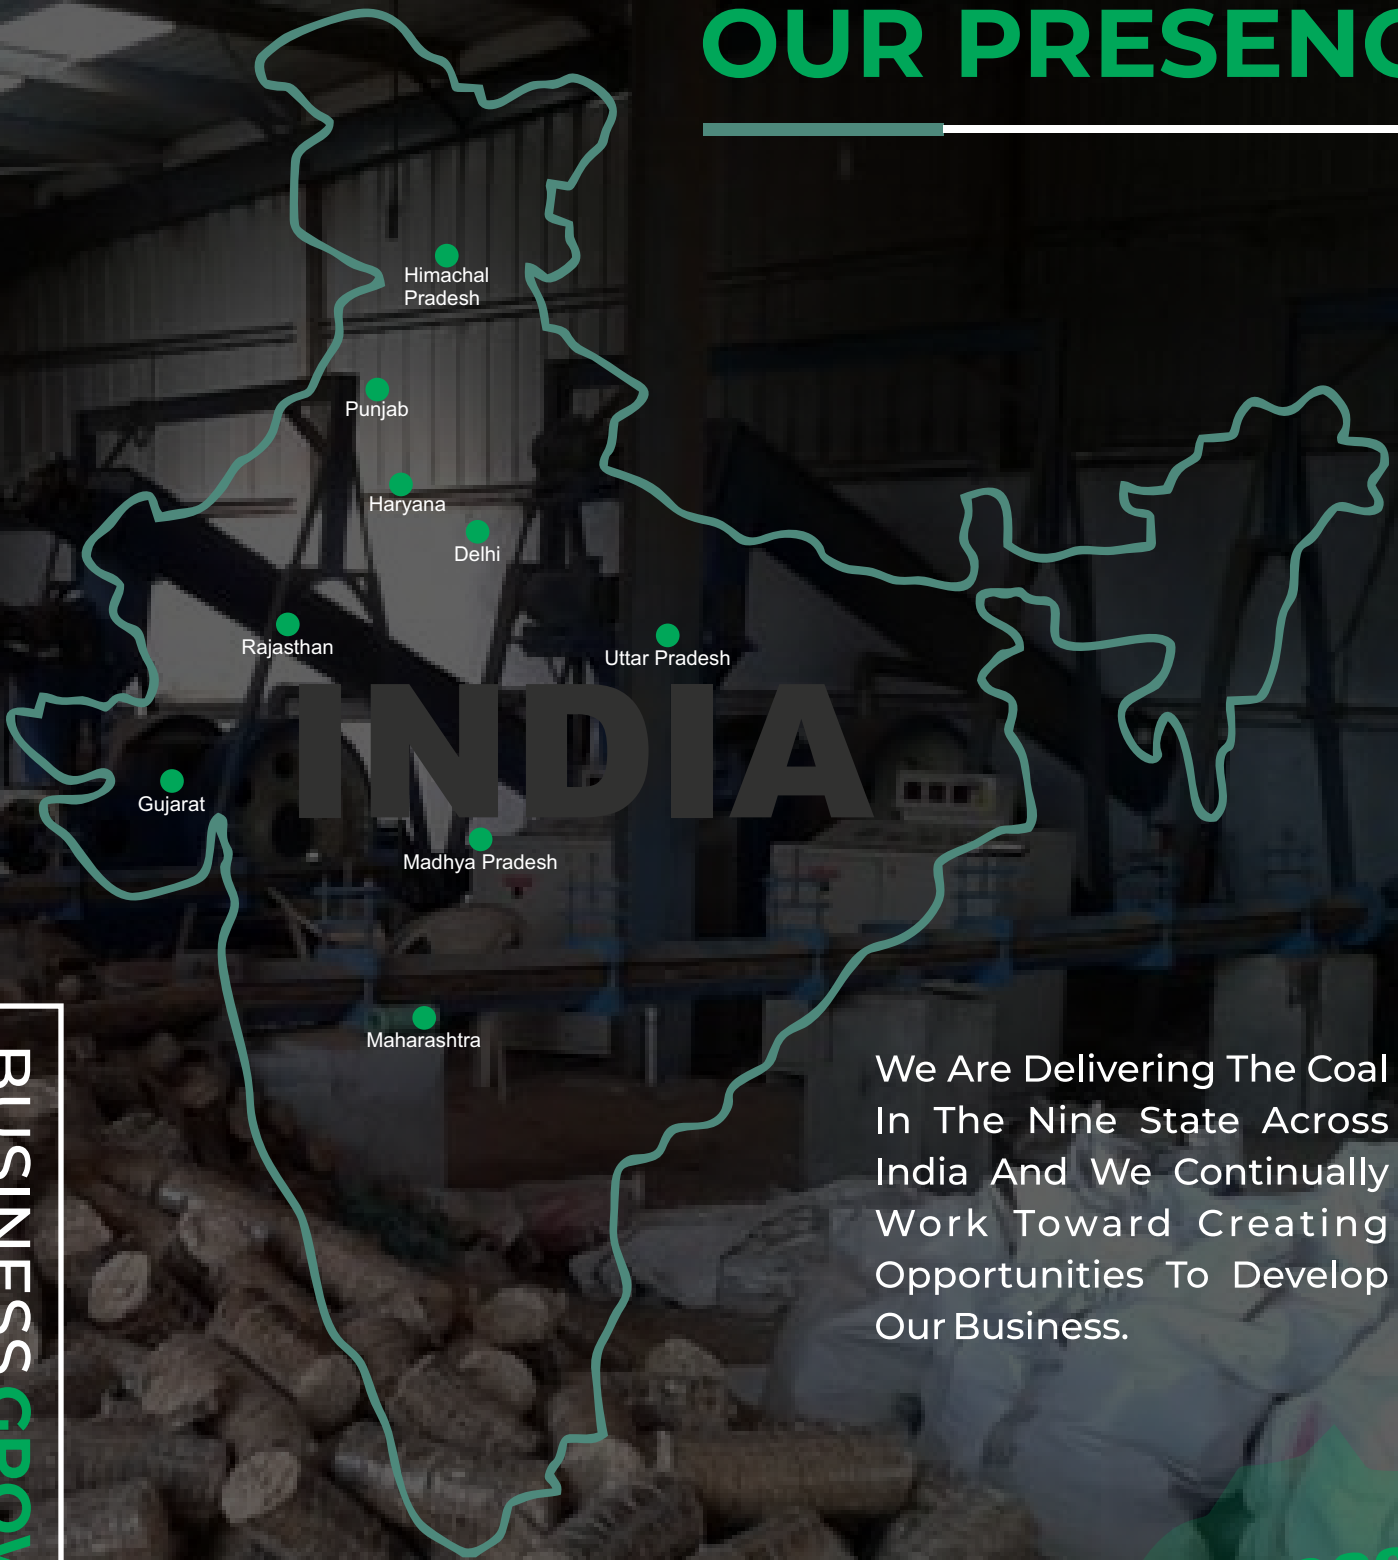 OUR PRESENC
Himachal
Pradesh
Punjab
Haryana
Delhi
Rajasthan
Uttar Pradesh
INDIA
Gujarat
Madhya Pradesh
Maharashtra
We Are Delivering The Coal
In The Nine State Across
India And We Continually
Work Toward Creating
Opportunities To Develop
Our Business.
BUSINESS GROW